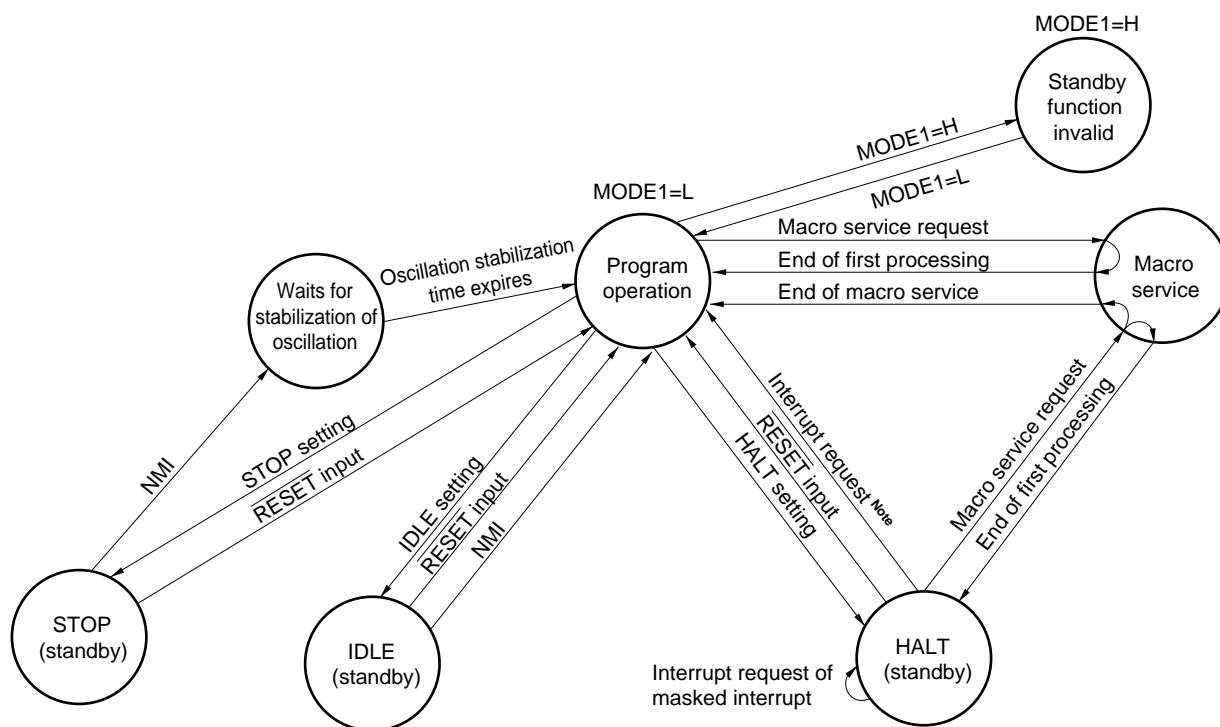 MODE1=H
Standby
function
invalid
MODE1=H
MODE1=L
MODE1=L
Program
operation
Macro service request
End of first processing
End of macro service
Macro
service
Oscillation stabilization
time expires
Waits for
stabilization of
oscillation
NMI
STOP setting
RESET input
IDLE setting
RESET input
NMI
Interrupt request Note
RESET input
HALT setting
Macro service request
End of first processing
STOP
(standby)
IDLE
(standby)
HALT
(standby)
Interrupt request of
masked interrupt